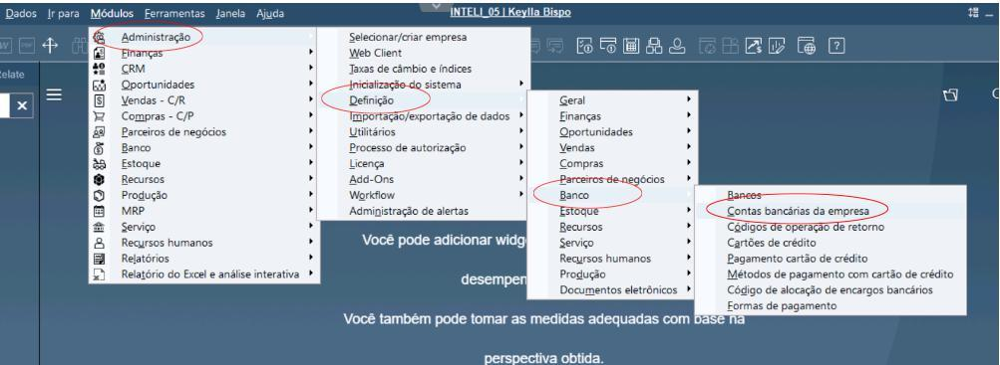 Dados Ir para Módulos Ferramentas Janela Ajuda
INTELI_05 | Keylla Bispo
elate
Administração
Finanças
CRM
Oportunidades
Vendas - C/R
Compras - C/P
Parceiros de negócios
Banco
Estoque
Recursos
Produção
MRP
Serviço
Recursos humanos
Relatórios
Relatório do Excel e análise interativa
Selecionar/criar empresa
Web Client
Taxas de câmbio e índices
Inicialização do sistema
Definição
Importação/exportação de dados
Utilitários
Processo de autorização
Licença
Add-Ons
Workflow
Administração de alertas
Geral
Finanças
Oportunidades
Vendas
Compras
Parceiros de negócios
Banco
Estoque
Recursos
Serviço
Recursos humanos
Produção
Documentos eletrônicos
Bancos
Contas bancárias da empresa
Códigos de operação de retorno
Cartões de crédito
Pagamento cartão de crédito
Métodos de pagamento com cartão de crédito
Código de alocação de encargos bancários
Formas de pagamento
Você pode adicionar widg
desempen
Você também pode tomar as medidas adequadas com base na
perspectiva obtida.